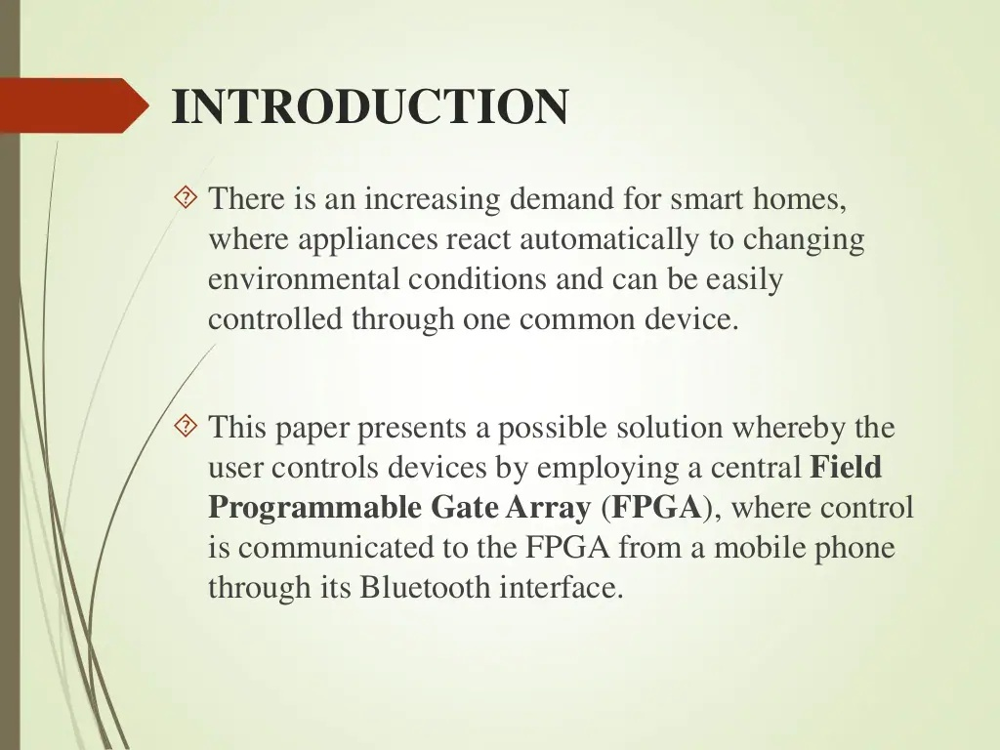 INTRODUCTION
There is an increasing demand for smart homes,
where appliances react automatically to changing
environmental conditions and can be easily
controlled through one common device.
This paper presents a possible solution whereby the
user controls devices by employing a central Field
Programmable Gate Array (FPGA), where control
is communicated to the FPGA from a mobile phone
through its Bluetooth interface.